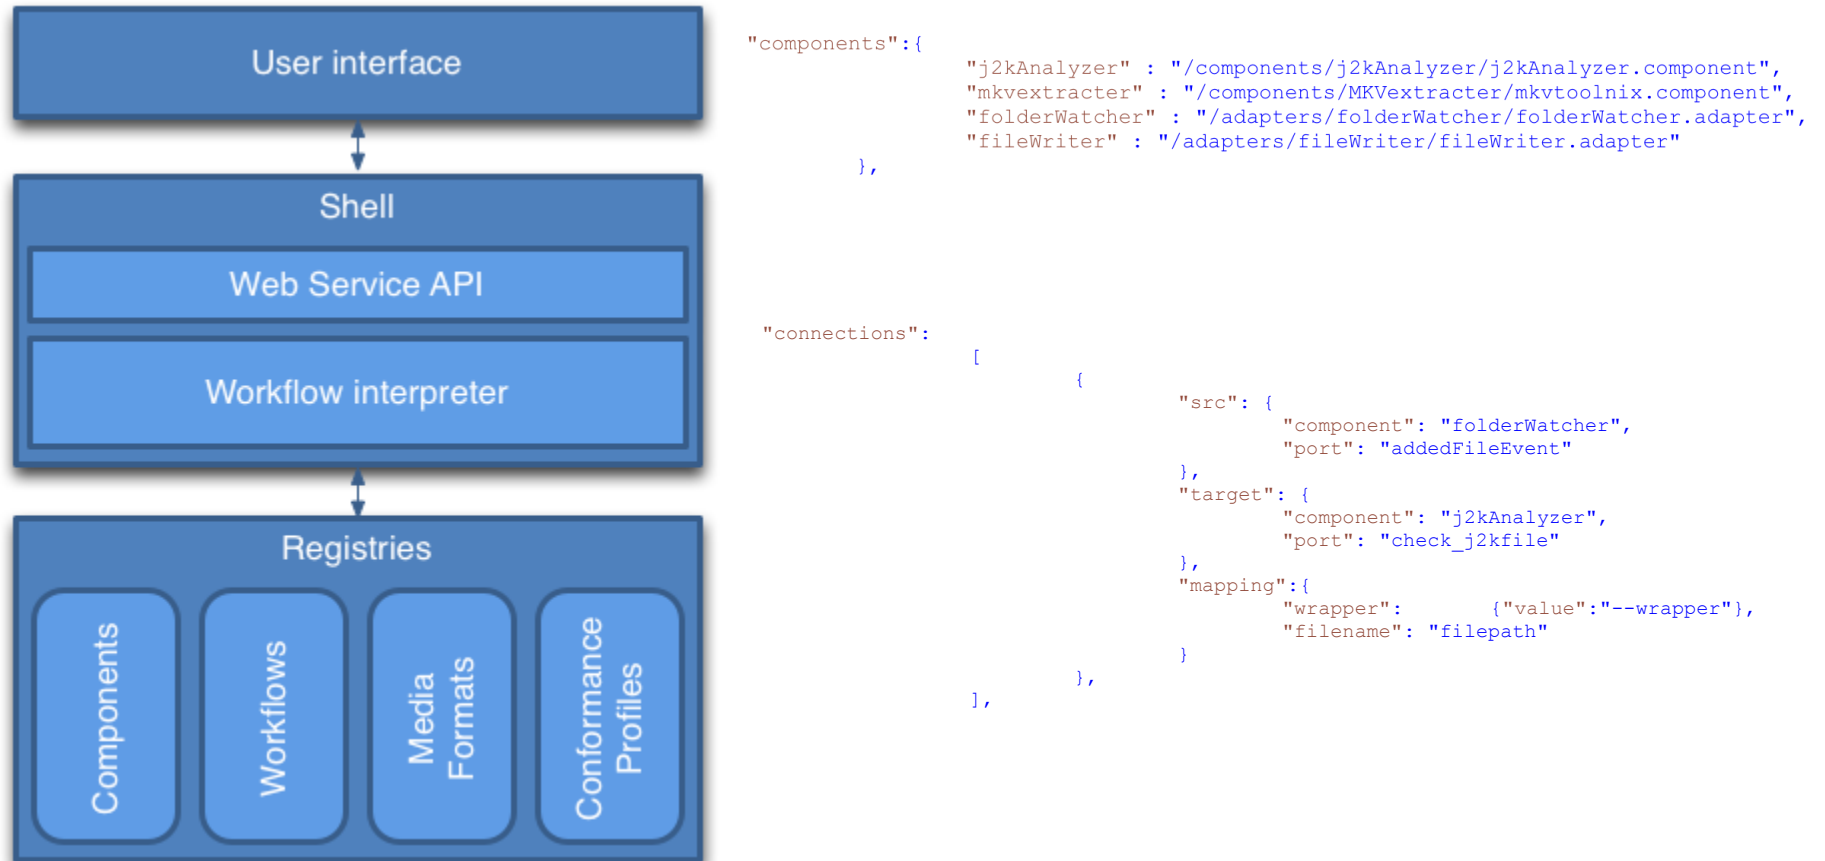 User interface
Shell
Web Service API
Workflow interpreter
Registries
Components
Workflows
Media
Formats
Conformance
Profiles
"components":{
"j2kAnalyzer" : "/components/j2kAnalyzer/j2kAnalyzer.component",
"mkvextracter" : "/components/MKVextracter/mkvtoolnix.component",
"folderWatcher" : "/adapters/folderWatcher/folderWatcher.adapter",
"fileWriter" : "/adapters/fileWriter/fileWriter.adapter"
},
"connections":
[
{
"src": {
"component": "folderWatcher",
"port": "addedFileEvent"
},
"target": {
"component": "j2kAnalyzer",
"port": "check_j2kfile"
},
"mapping":{
"wrapper": {"value":"--wrapper"},
"filename": "filepath"
}
},
],